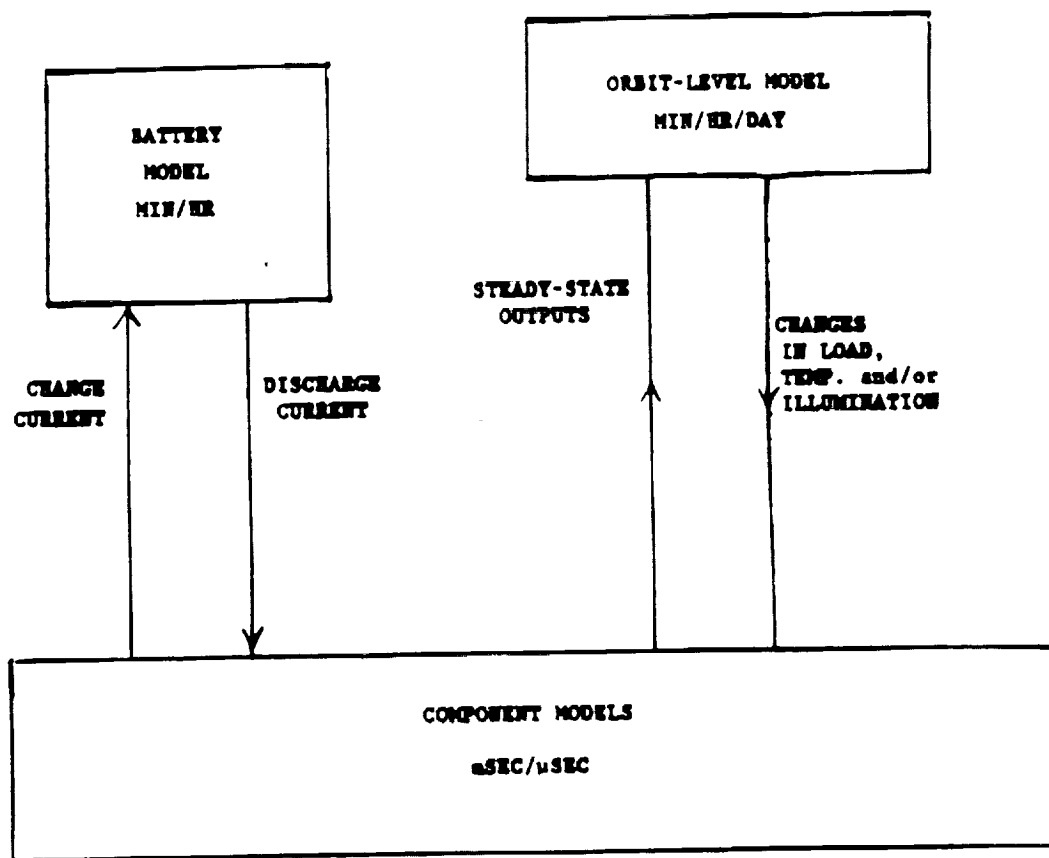 BATTERY
MODEL
MIN/HR
ORBIT-LEVEL MODEL
MIN/HR/DAY
CHARGE
CURRENT
DISCHARGE
CURRENT
STEADY-STATE
OUTPUTS
CHANGES
IN LOAD,
TEMP. and/or
ILLUMINATION
COMPONENT MODELS
mSEC/µSEC